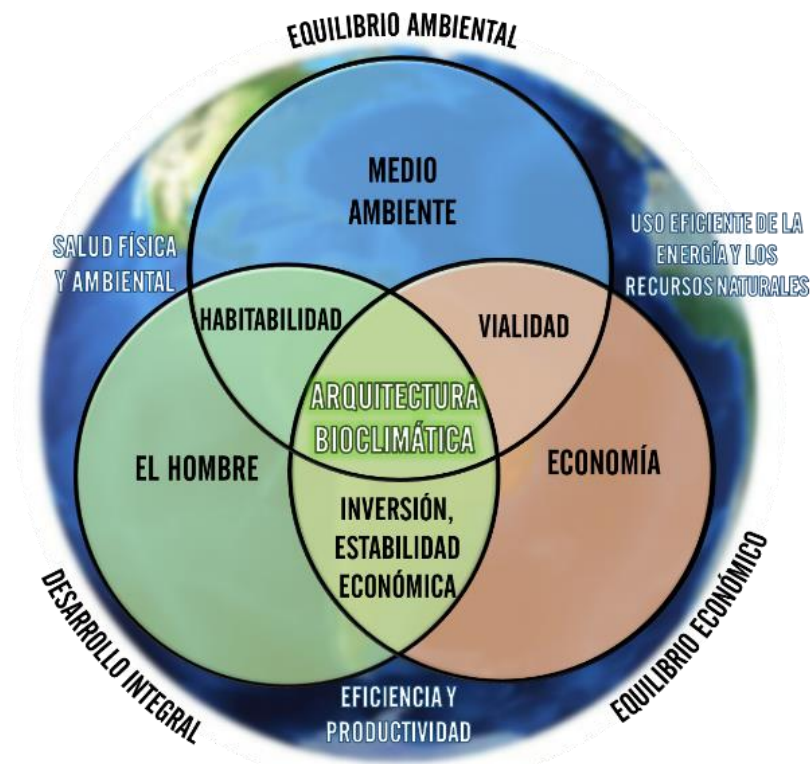 EQUILIBRIO AMBIENTAL
MEDIO
AMBIENTE
SALUD FÍSICA
Y AMBIENTAL
USO EFICIENTE DE LA
ENERGÍA Y LOS
RECURSOS NATURALES
HABITABILIDAD
VIALIDAD
ARQUITECTURA
BIOCLIMÁTICA
EL HOMBRE
ECONOMÍA
INVERSIÓN,
ESTABILIDAD
ECONÓMICA
DESARROLLO INTEGRAL
EQUILIBRIO ECONÓMICO
EFICIENCIA Y
PRODUCTIVIDAD